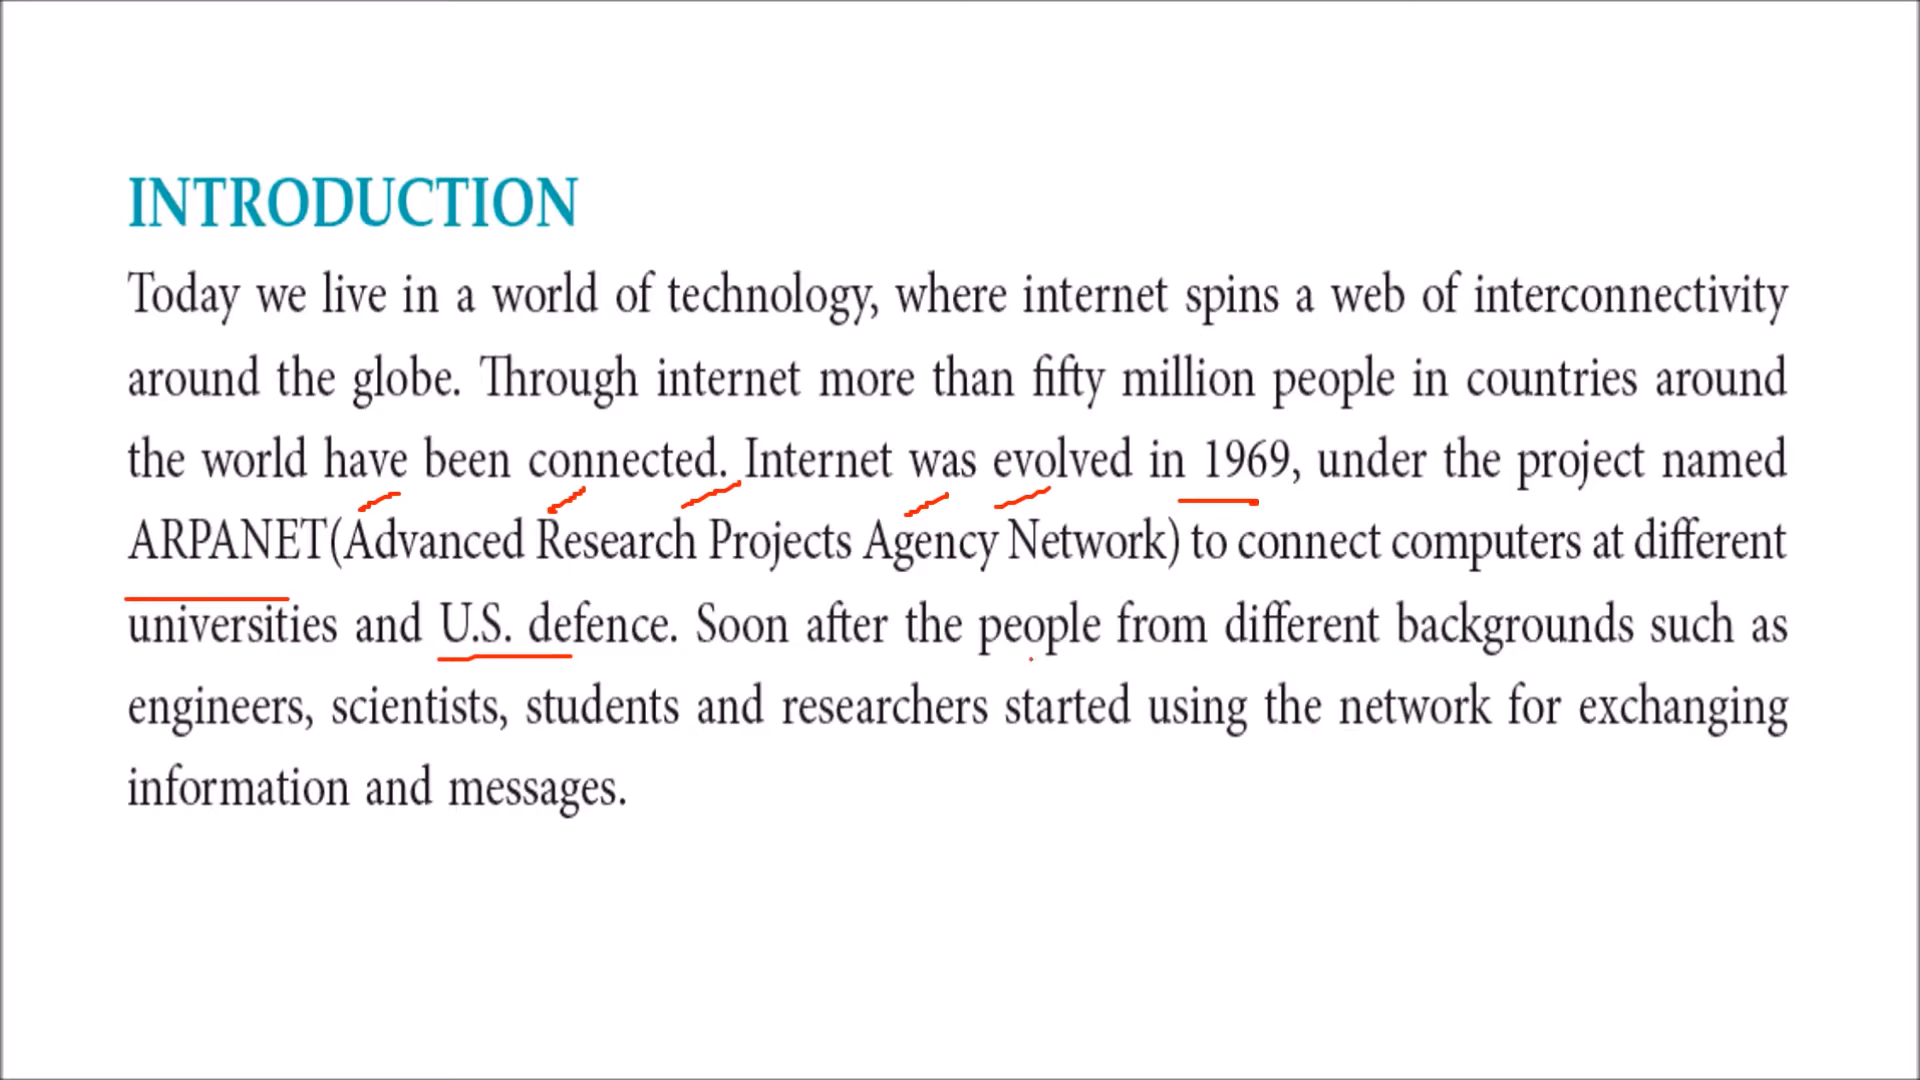 INTRODUCTION
Today we live in a world of technology, where internet spins a web of interconnectivity
around the globe. Through internet more than fifty million people in countries around
the world have been connected. Internet was evolved in 1969, under the project named
ARPANET(Advanced Research Projects Agency Network) to connect computers at different
universities and U.S. defence. Soon after the people from different backgrounds such as
engineers, scientists, students and researchers started using the network for exchanging
information and messages.